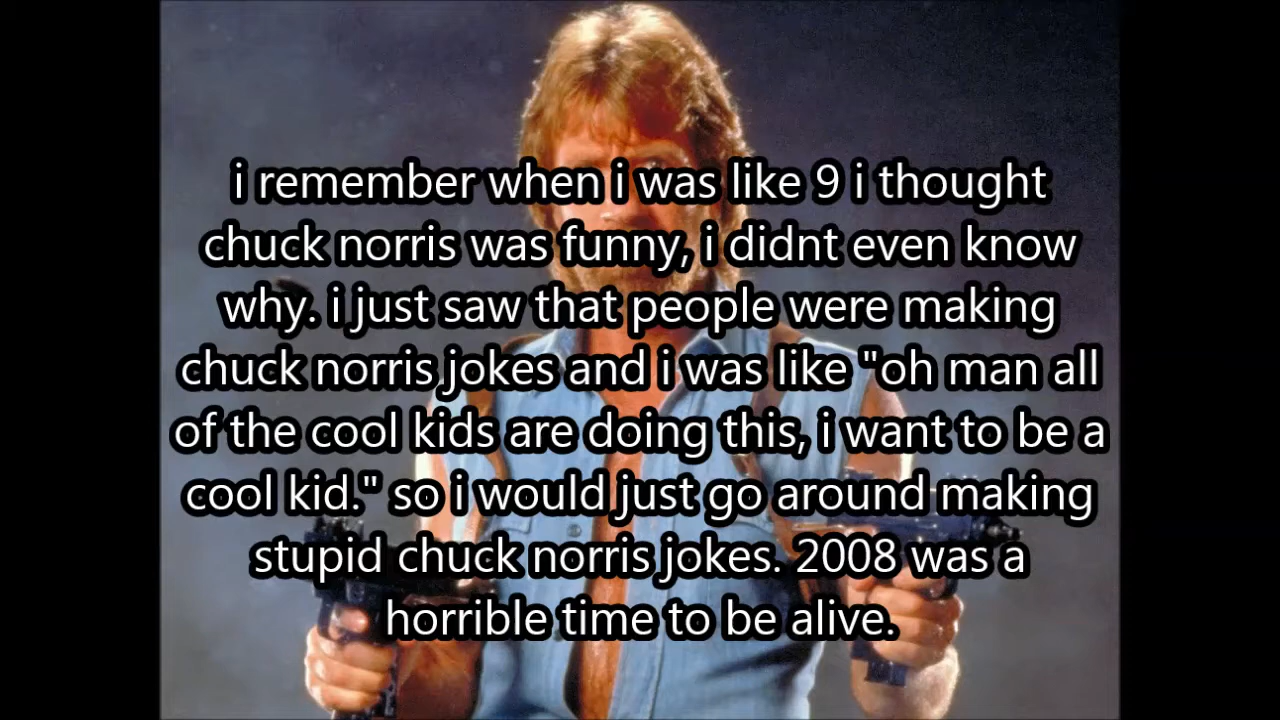 i remember when i was like 9 i thought
chuck norris was funny, i didnt even know
why. i just saw that people were making
chuck norris jokes and i was like "oh man all
of the cool kids are doing this, i want to be a
cool kid." so i would just go around making
stupid chuck norris jokes. 2008 was a
horrible time to be alive.